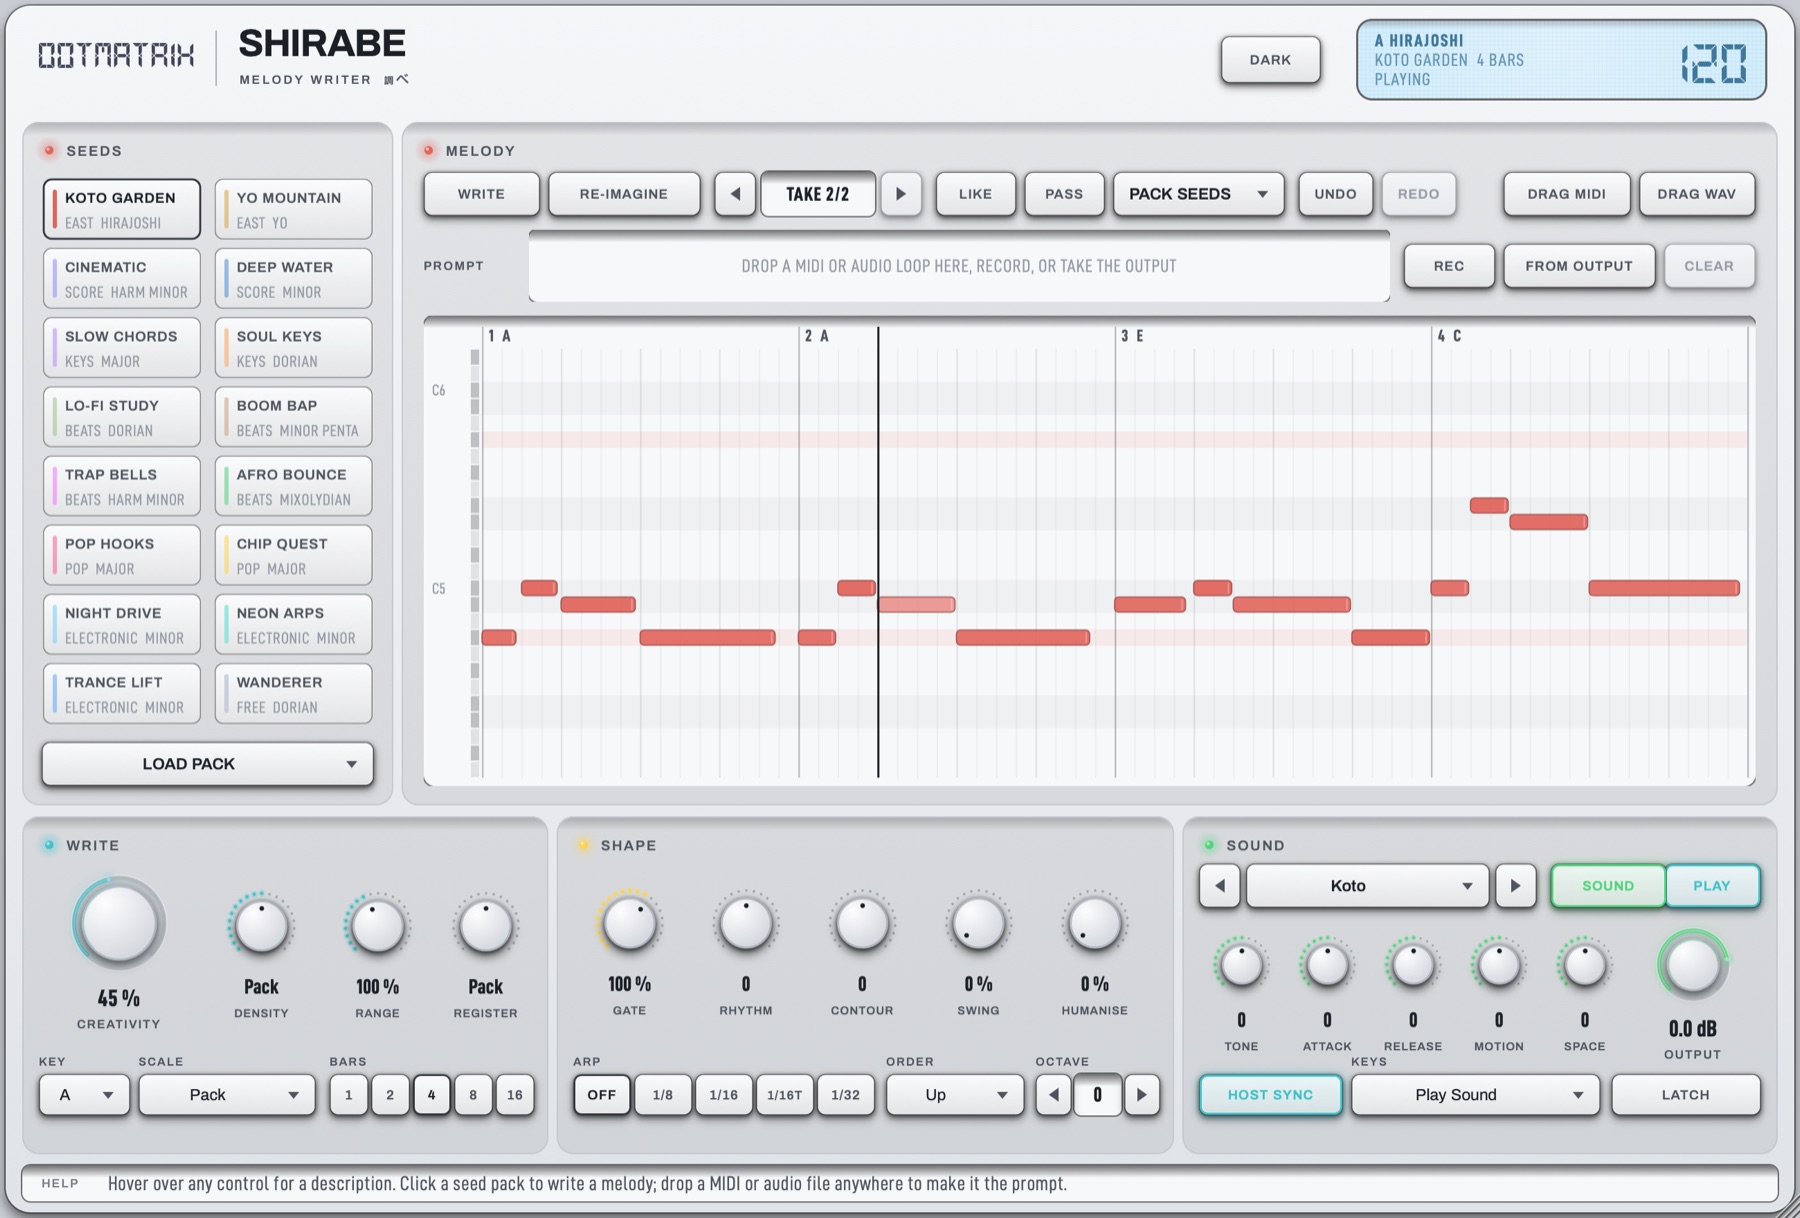 DOTMATRIX
SHIRABE
MELODY WRITER 調べ
DARK
A HIRAJOSHI
KOTO GARDEN 4 BARS
PLAYING
120
SEEDS
KOTO GARDEN
EAST HIRAJOSHI
YO MOUNTAIN
EAST YO
CINEMATIC
SCORE HARM MINOR
DEEP WATER
SCORE MINOR
SLOW CHORDS
KEYS MAJOR
SOUL KEYS
KEYS DORIAN
LO-FI STUDY
BEATS DORIAN
BOOM BAP
BEATS MINOR PENTA
TRAP BELLS
BEATS HARM MINOR
AFRO BOUNCE
BEATS MIXOLYDIAN
POP HOOKS
POP MAJOR
CHIP QUEST
POP MAJOR
NIGHT DRIVE
ELECTRONIC MINOR
NEON ARPS
ELECTRONIC MINOR
TRANCE LIFT
ELECTRONIC MINOR
WANDERER
FREE DORIAN
LOAD PACK
MELODY
WRITE RE-IMAGINE TAKE 2/2 LIKE PASS PACK SEEDS UNDO REDO DRAG MIDI DRAG WAV
PROMPT DROP A MIDI OR AUDIO LOOP HERE, RECORD, OR TAKE THE OUTPUT REC FROM OUTPUT CLEAR
1 A 2 A 3 E 4 C
C6
C5
WRITE
45 % Pack 100 % Pack
CREATIVITY DENSITY RANGE REGISTER
KEY SCALE BARS
A Pack 1 2 4 8 16
SHAPE
100 % 0 0 0 % 0 %
GATE RHYTHM CONTOUR SWING HUMANISE
ARP ORDER OCTAVE
OFF 1/8 1/16 1/16T 1/32 Up 0
SOUND
Koto SOUND PLAY
0 0 0 0 0 0.0 dB
TONE ATTACK RELEASE MOTION SPACE OUTPUT
KEYS
HOST SYNC Play Sound LATCH
HELP Hover over any control for a description. Click a seed pack to write a melody; drop a MIDI or audio file anywhere to make it the prompt.